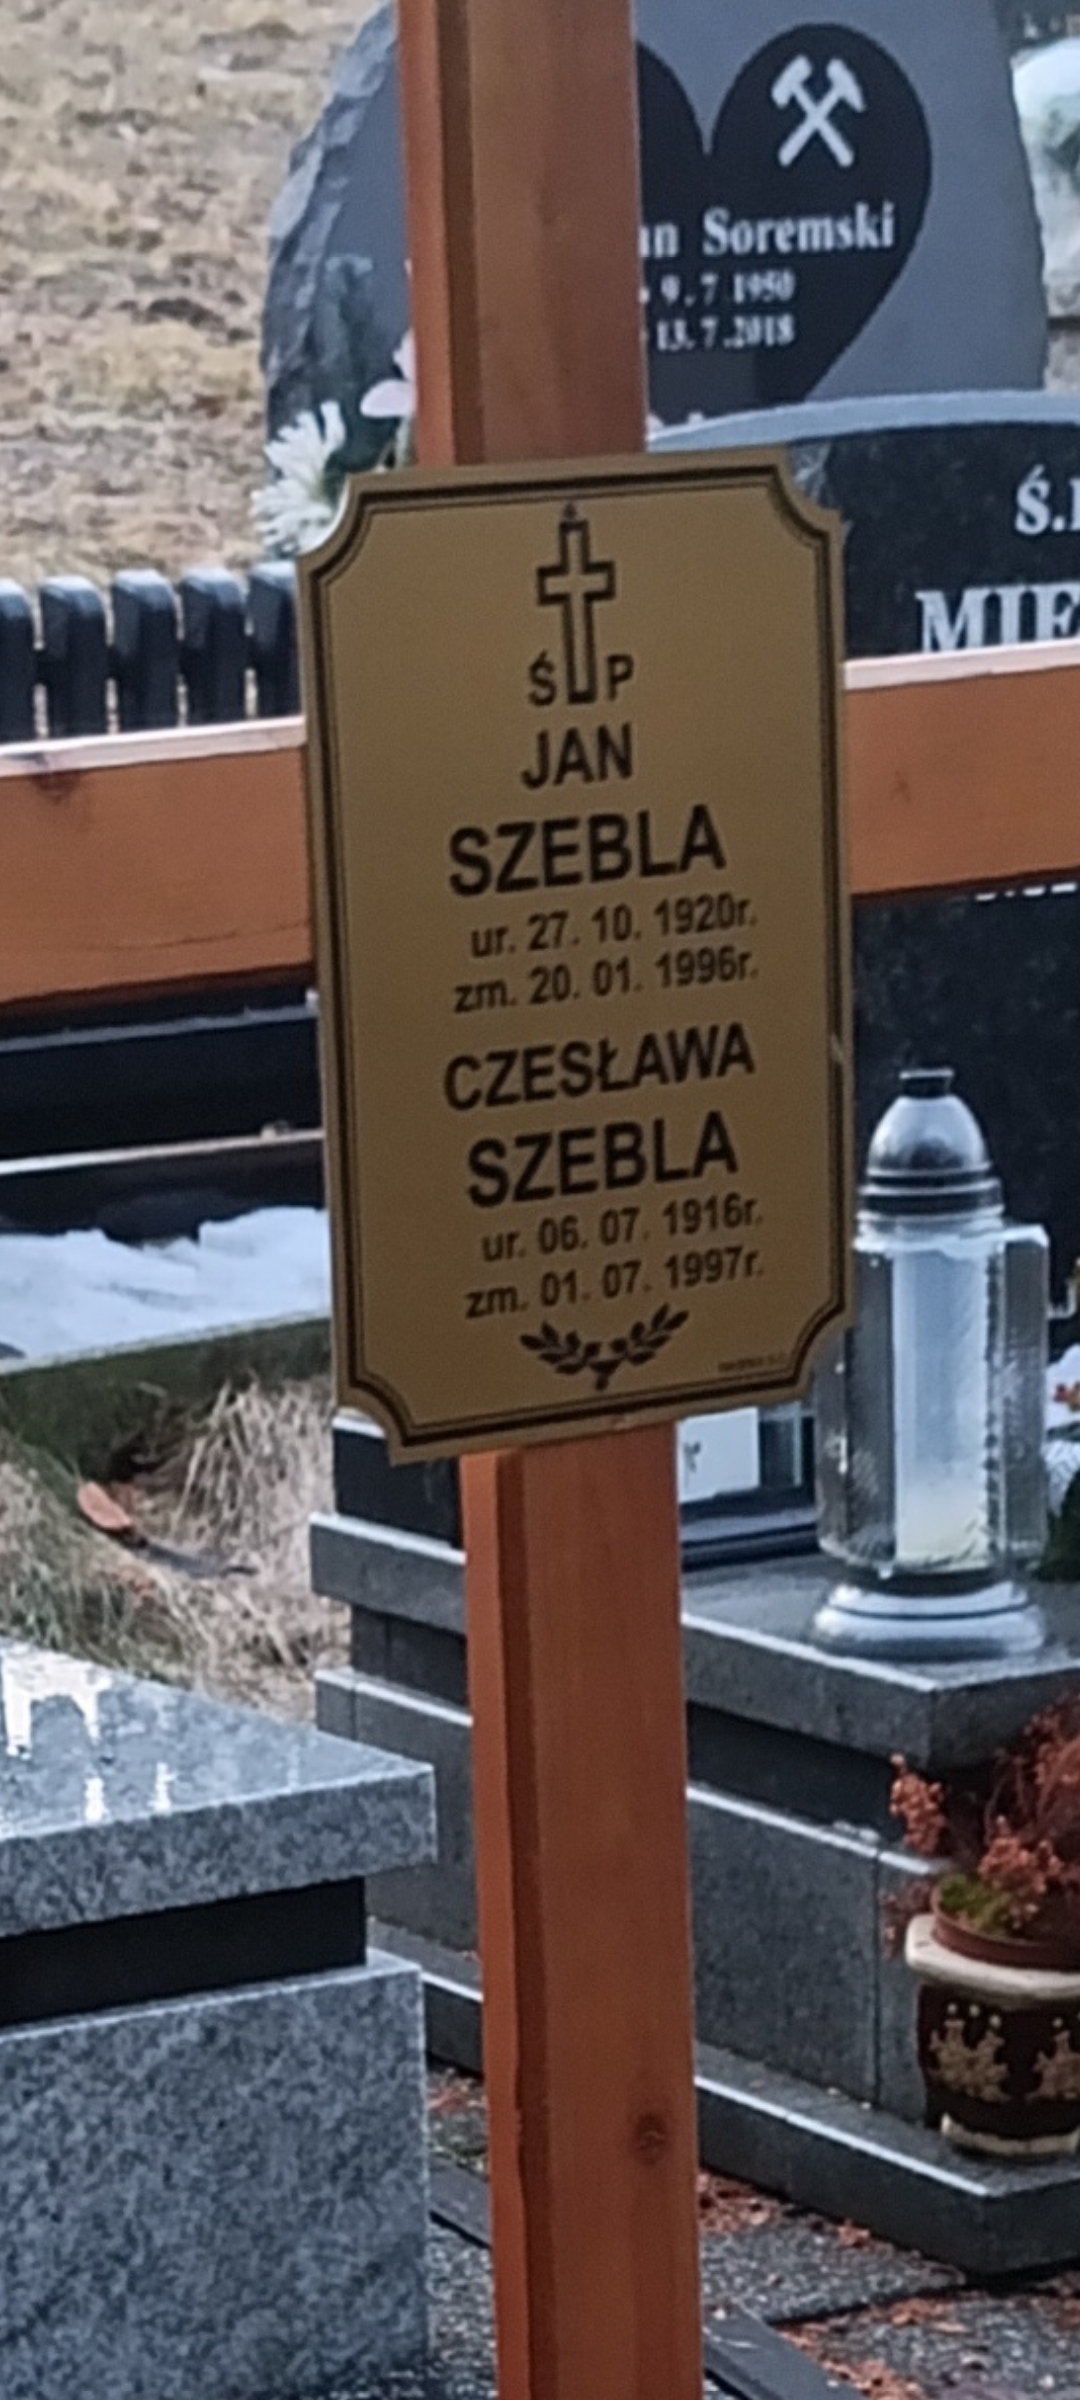 Soremski
9.7.1950
13.7.2018
MIE
Ś P
JAN
SZEBLA
ur. 27. 10. 1920r.
zm. 20. 01. 1996r.
CZESŁAWA
SZEBLA
ur. 06. 07. 1916r.
zm. 01. 07. 1997r.